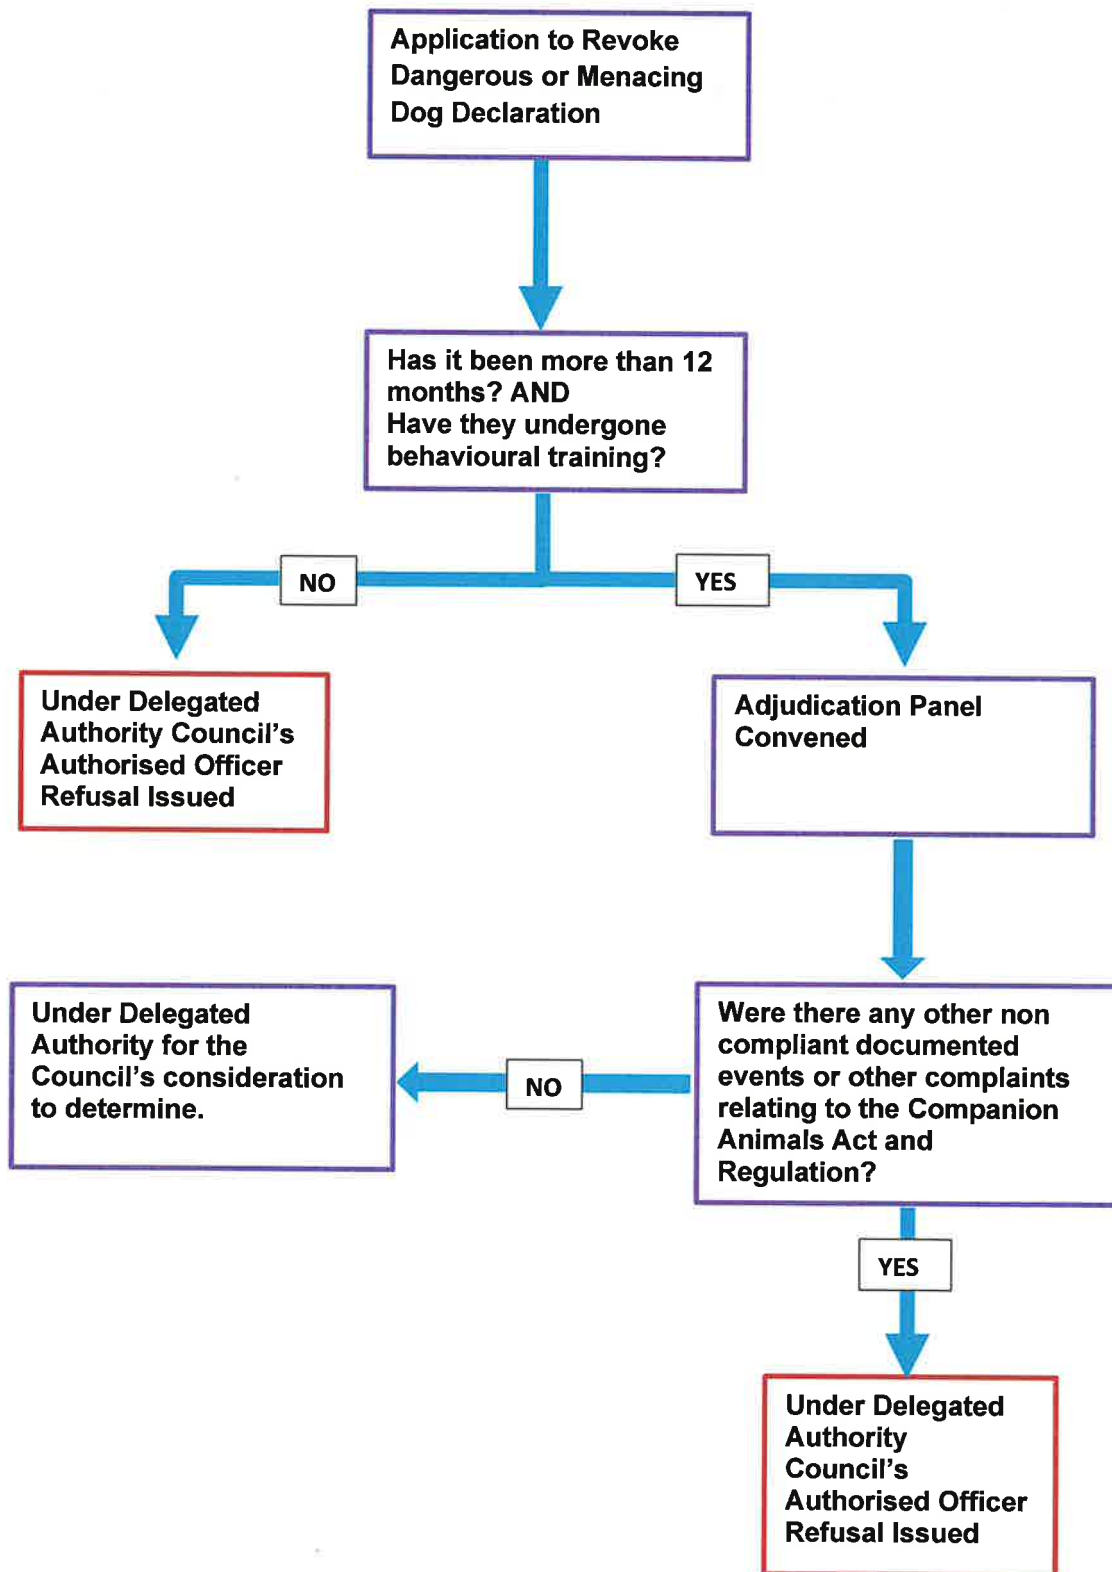 Application to Revoke
Dangerous or Menacing
Dog Declaration
Has it been more than 12
months? AND
Have they undergone
behavioural training?
NO
YES
Under Delegated
Authority Council's
Authorised Officer
Refusal Issued
Adjudication Panel
Convened
Under Delegated
Authority for the
Council's consideration
to determine.
NO
Were there any other non
compliant documented
events or other complaints
relating to the Companion
Animals Act and
Regulation?
YES
Under Delegated
Authority
Council's
Authorised Officer
Refusal Issued